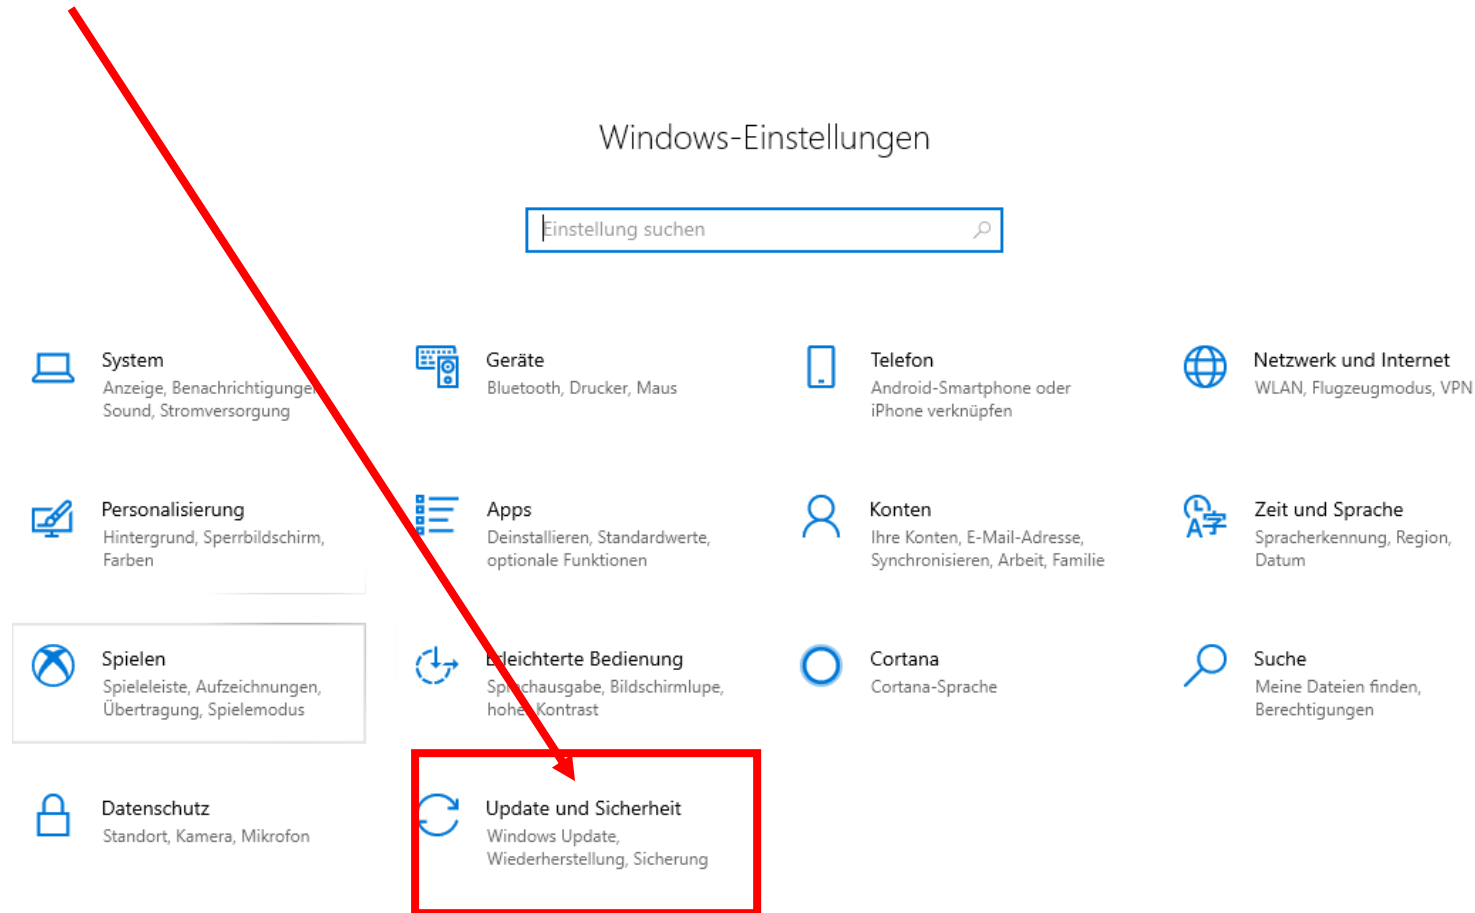 Windows-Einstellungen
Einstellung suchen
System
Anzeige, Benachrichtigungen,
Sound, Stromversorgung
Geräte
Bluetooth, Drucker, Maus
Telefon
Android-Smartphone oder
iPhone verknüpfen
Netzwerk und Internet
WLAN, Flugzeugmodus, VPN
Personalisierung
Hintergrund, Sperrbildschirm,
Farben
Apps
Deinstallieren, Standardwerte,
optionale Funktionen
Konten
Ihre Konten, E-Mail-Adresse,
Synchronisieren, Arbeit, Familie
Zeit und Sprache
Spracherkennung, Region,
Datum
Spielen
Spieleleiste, Aufzeichnungen,
Übertragung, Spielemodus
Erleichterte Bedienung
Sprachausgabe, Bildschirmlupe,
hoher Kontrast
Cortana
Cortana-Sprache
Suche
Meine Dateien finden,
Berechtigungen
Datenschutz
Standort, Kamera, Mikrofon
Update und Sicherheit
Windows Update,
Wiederherstellung, Sicherung